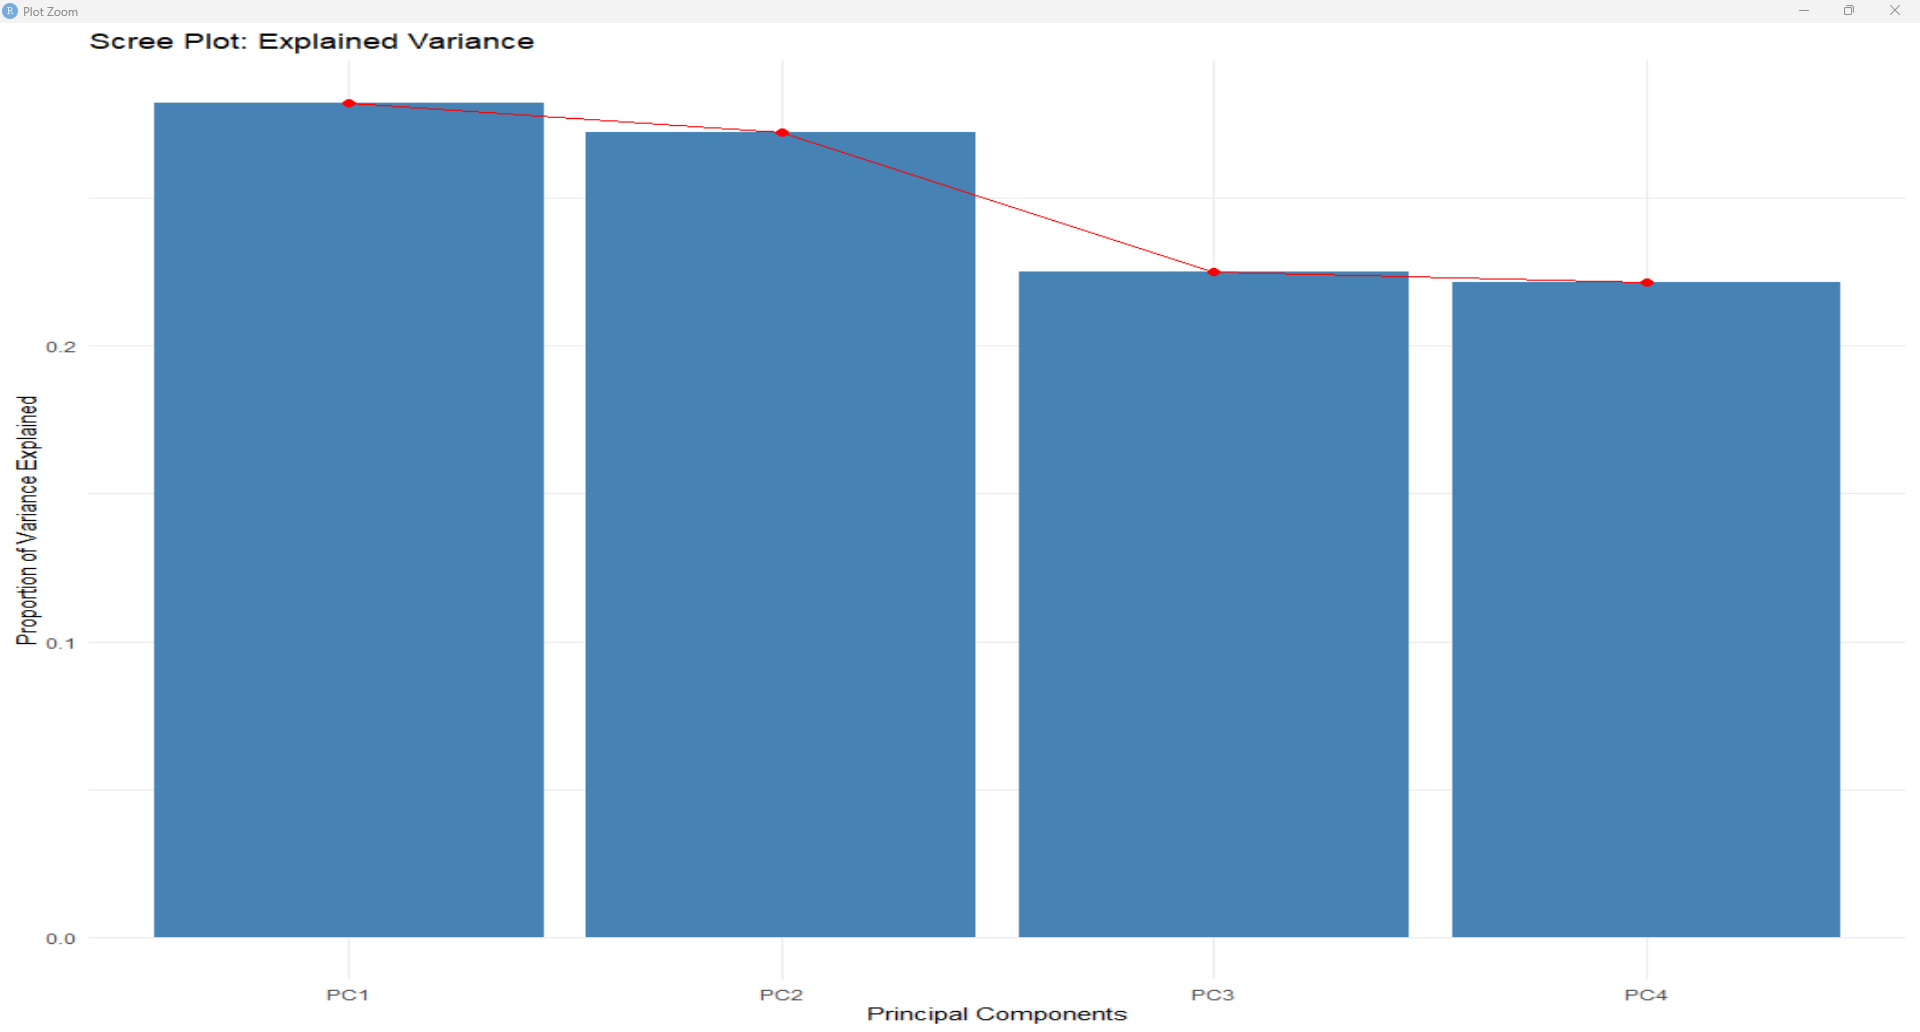 R Plot Zoom
Scree Plot: Explained Variance
Proportion of Variance Explained
0.2
0.1
0.0
PC1 PC2 PC3 PC4
Principal Components